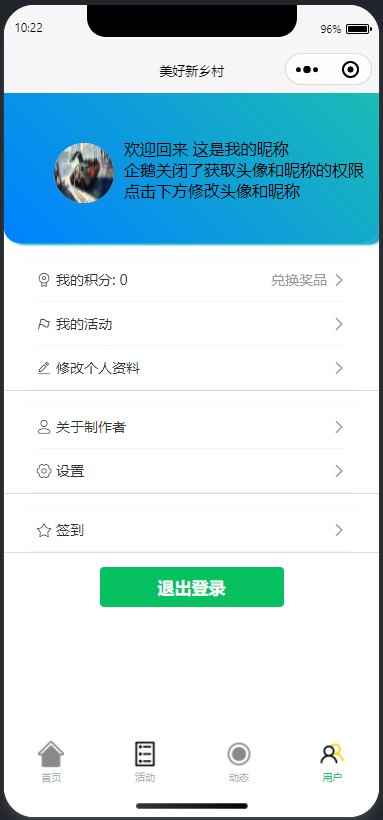 10:22
96%
美好新乡村
欢迎回来 这是我的昵称
企鹅关闭了获取头像和昵称的权限
点击下方修改头像和昵称
我的积分: 0 兑换奖品
我的活动
修改个人资料
关于制作者
设置
签到
退出登录
首页 活动 动态 用户